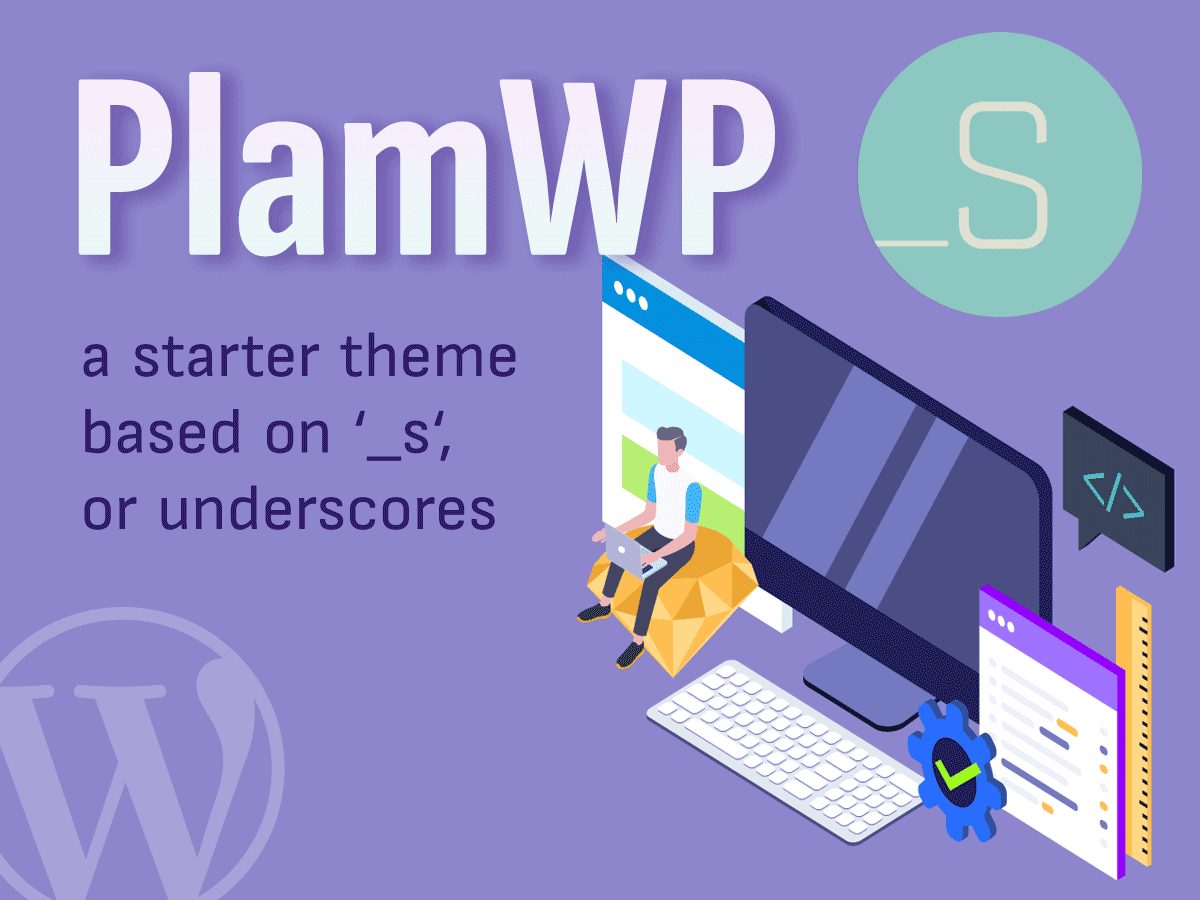 PlamWP
_S
a starter theme
based on ‘_s‘,
or underscores
</>
W